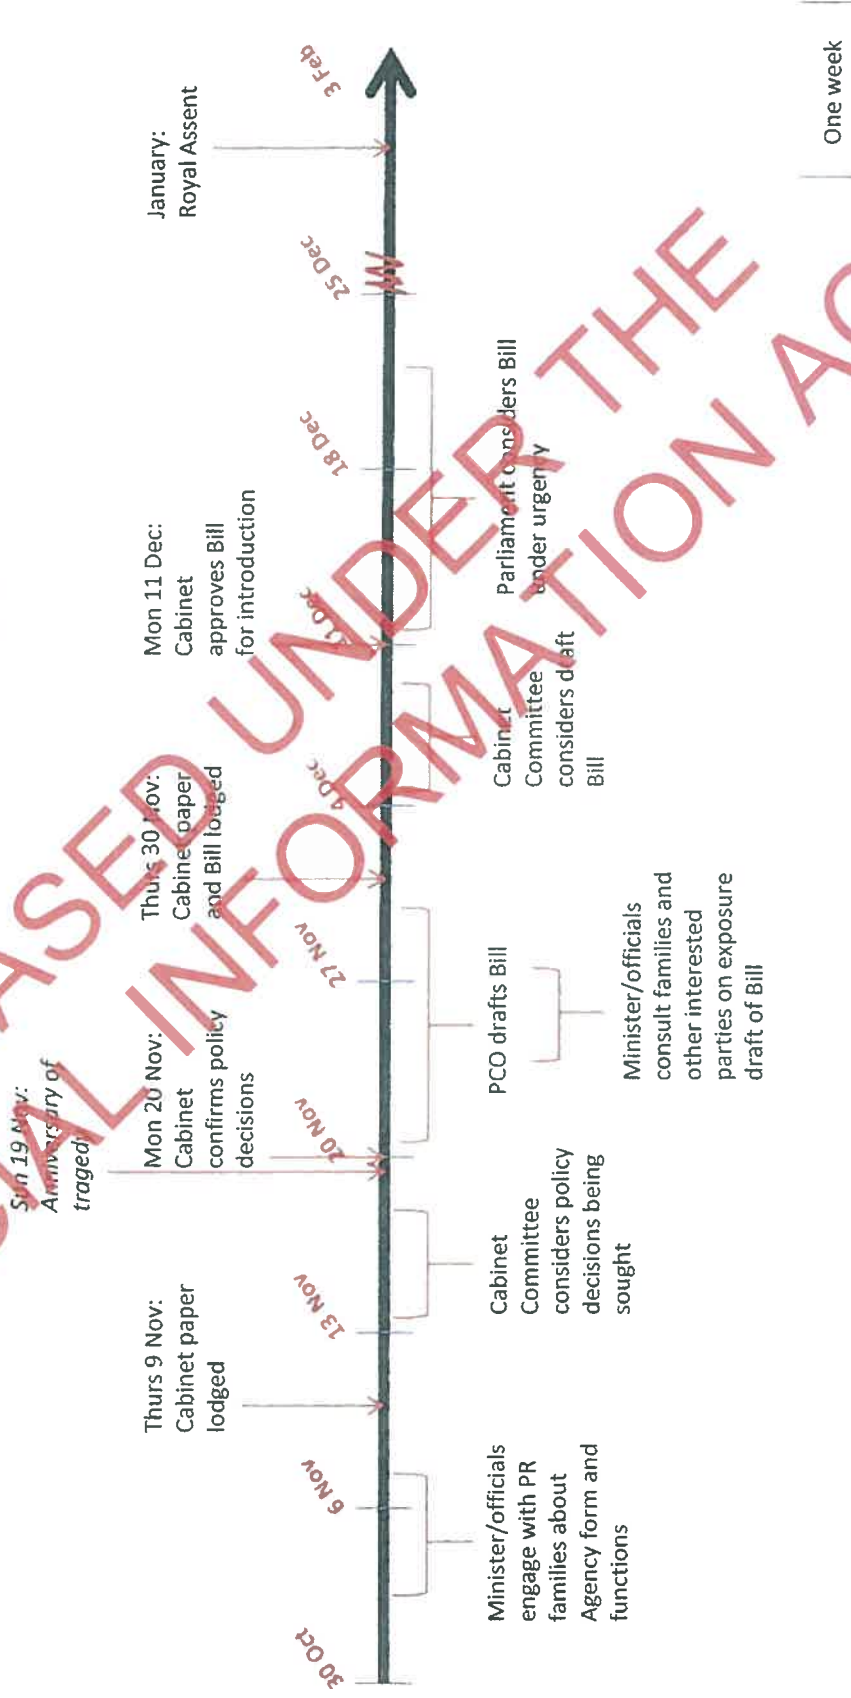 Sun 19 Nov:
Anniversary of
tragedy
Thurs 9 Nov:
Cabinet paper
lodged
Mon 20 Nov:
Cabinet
confirms policy
decisions
Thurs 30 Nov:
Cabinet paper
and Bill lodged
Mon 11 Dec:
Cabinet
approves Bill
for introduction
January:
Royal Assent
30 Oct
6 Nov
13 Nov
20 Nov
27 Nov
4 Dec
11 Dec
18 Dec
25 Dec
3 Feb
Minister/officials
engage with PR
families about
Agency form and
functions
Cabinet
Committee
considers policy
decisions being
sought
PCO drafts Bill
Minister/officials
consult families and
other interested
parties on exposure
draft of Bill
Cabinet
Committee
considers draft
Bill
Parliament considers Bill
under urgency
One week
UNDER THE
INFORMATION